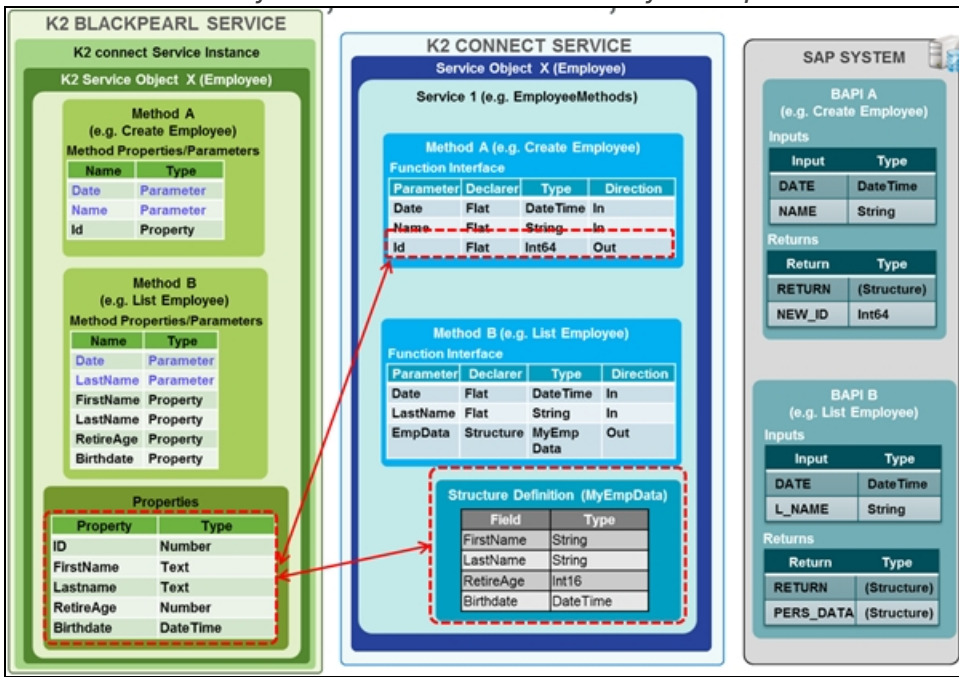 K2 BLACKPEARL SERVICE
K2 connect Service Instance
K2 Service Object X (Employee)
Method A
(e.g. Create Employee)
Method Properties/Parameters
Name Type
Date Parameter
Name Parameter
Id Property
Method B
(e.g. List Employee)
Method Properties/Parameters
Name Type
Date Parameter
LastName Parameter
FirstName Property
LastName Property
RetireAge Property
Birthdate Property
Properties
Property Type
ID Number
FirstName Text
Lastname Text
RetireAge Number
Birthdate DateTime
K2 CONNECT SERVICE
Service Object X (Employee)
Service 1 (e.g. EmployeeMethods)
Method A (e.g. Create Employee)
Function Interface
Parameter Declarer Type Direction
Date Flat DateTime In
Name Flat String In
Id Flat Int64 Out
Method B (e.g. List Employee)
Function Interface
Parameter Declarer Type Direction
Date Flat DateTime In
LastName Flat String In
EmpData Structure MyEmp Out
Data
Structure Definition (MyEmpData)
Field Type
FirstName String
LastName String
RetireAge Int16
Birthdate DateTime
SAP SYSTEM
BAPI A
(e.g. Create Employee)
Inputs
Input Type
DATE DateTime
NAME String
Returns
Return Type
RETURN (Structure)
NEW_ID Int64
BAPI B
(e.g. List Employee)
Inputs
Input Type
DATE DateTime
L_NAME String
Returns
Return Type
RETURN (Structure)
PERS_DATA (Structure)